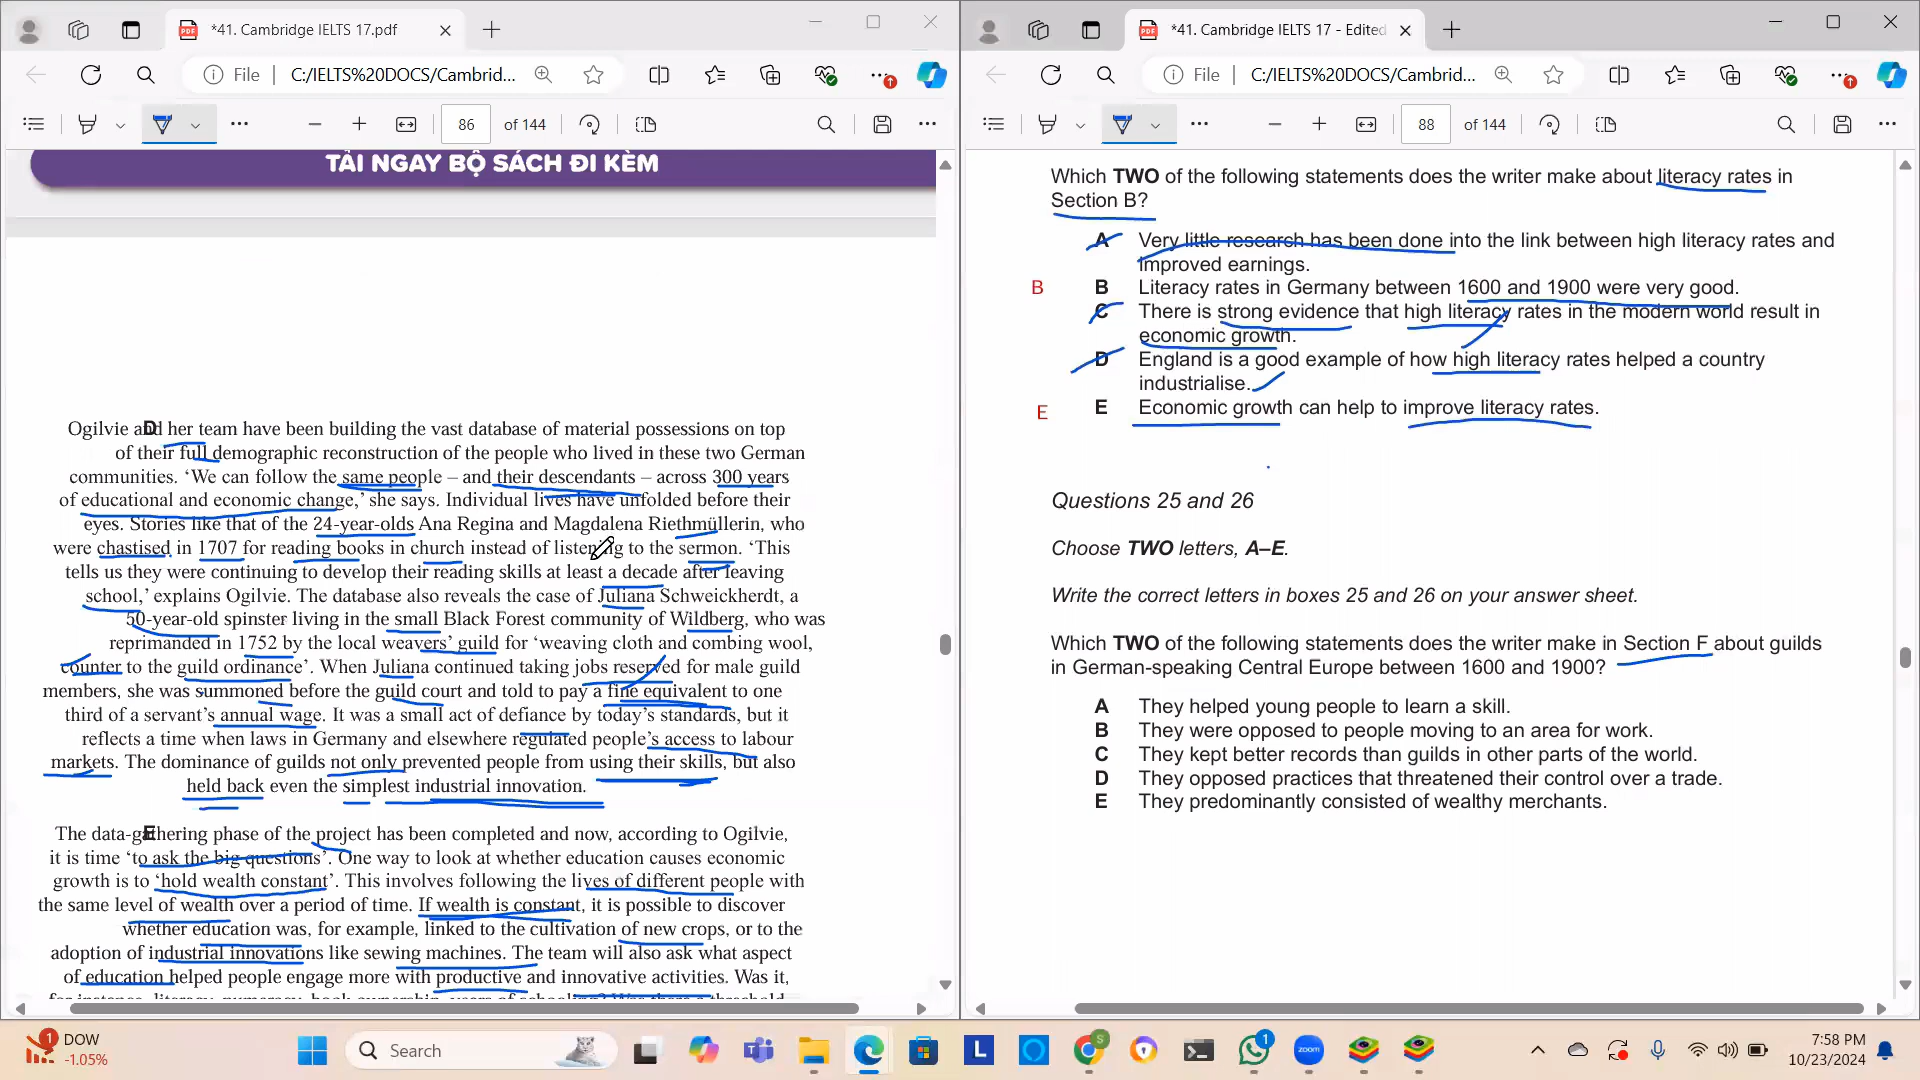 *41. Cambridge IELTS 17.pdf
File
C:/IELTS%20DOCS/Cambrid...
86 of 144
TẢI NGAY BỘ SÁCH ĐI KÈM
D
Ogilvie and her team have been building the vast database of material possessions on top
of their full demographic reconstruction of the people who lived in these two German
communities. ‘We can follow the same people – and their descendants – across 300 years
of educational and economic change,’ she says. Individual lives have unfolded before their
eyes. Stories like that of the 24-year-olds Ana Regina and Magdalena Riethmüllerin, who
were chastised in 1707 for reading books in church instead of listening to the sermon. ‘This
tells us they were continuing to develop their reading skills at least a decade after leaving
school,’ explains Ogilvie. The database also reveals the case of Juliana Schweickherdt, a
50-year-old spinster living in the small Black Forest community of Wildberg, who was
reprimanded in 1752 by the local weavers’ guild for ‘weaving cloth and combing wool,
counter to the guild ordinance’. When Juliana continued taking jobs reserved for male guild
members, she was summoned before the guild court and told to pay a fine equivalent to one
third of a servant’s annual wage. It was a small act of defiance by today’s standards, but it
reflects a time when laws in Germany and elsewhere regulated people’s access to labour
markets. The dominance of guilds not only prevented people from using their skills, but also
held back even the simplest industrial innovation.
E
The data-gathering phase of the project has been completed and now, according to Ogilvie,
it is time ‘to ask the big questions’. One way to look at whether education causes economic
growth is to ‘hold wealth constant’. This involves following the lives of different people with
the same level of wealth over a period of time. If wealth is constant, it is possible to discover
whether education was, for example, linked to the cultivation of new crops, or to the
adoption of industrial innovations like sewing machines. The team will also ask what aspect
of education helped people engage more with productive and innovative activities. Was it,
for instance, literacy, numeracy, book ownership, years of schooling? Was there a threshold
*41. Cambridge IELTS 17 - Edited
File
C:/IELTS%20DOCS/Cambrid...
88 of 144
Which TWO of the following statements does the writer make about literacy rates in
Section B?
A Very little research has been done into the link between high literacy rates and
improved earnings.
B B Literacy rates in Germany between 1600 and 1900 were very good.
C There is strong evidence that high literacy rates in the modern world result in
economic growth.
D England is a good example of how high literacy rates helped a country
industrialise.
E E Economic growth can help to improve literacy rates.
Questions 25 and 26
Choose TWO letters, A–E.
Write the correct letters in boxes 25 and 26 on your answer sheet.
Which TWO of the following statements does the writer make in Section F about guilds
in German-speaking Central Europe between 1600 and 1900?
A They helped young people to learn a skill.
B They were opposed to people moving to an area for work.
C They kept better records than guilds in other parts of the world.
D They opposed practices that threatened their control over a trade.
E They predominantly consisted of wealthy merchants.
1
DOW
-1.05%
Search
L
S
1
zoom
7:58 PM
10/23/2024